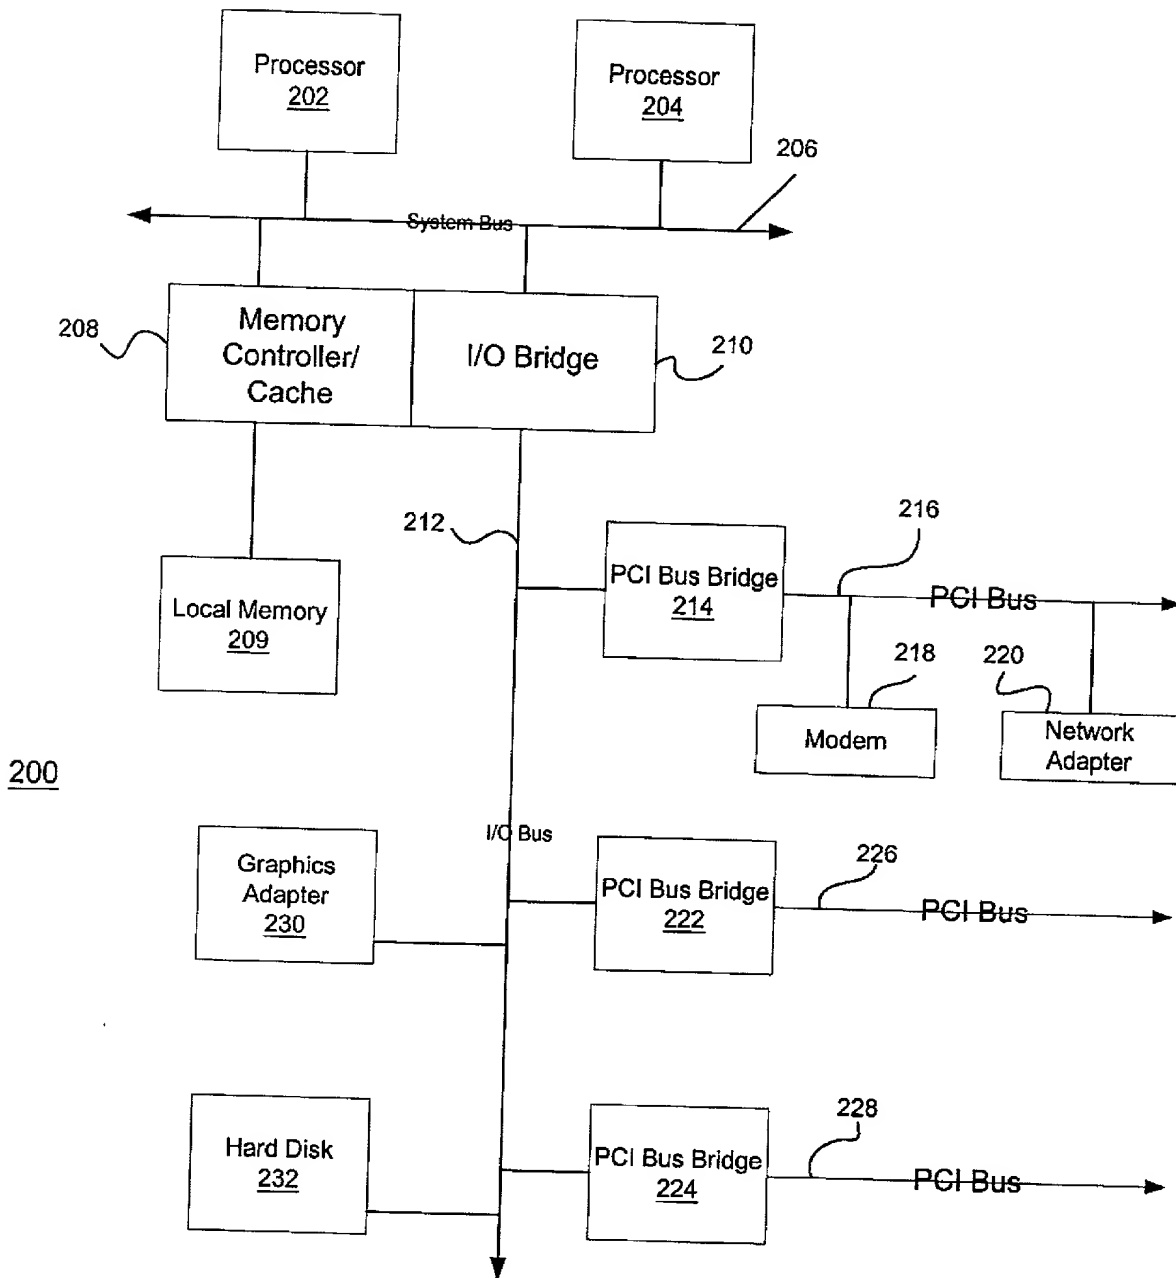 Processor
202
Processor
204
206
System Bus
208
Memory
Controller/
Cache
I/O Bridge
210
212
216
PCI Bus Bridge
214
PCI Bus
Local Memory
209
218
220
Modem
Network
Adapter
200
I/O Bus
Graphics
Adapter
230
PCI Bus Bridge
222
226
PCI Bus
Hard Disk
232
PCI Bus Bridge
224
228
PCI Bus